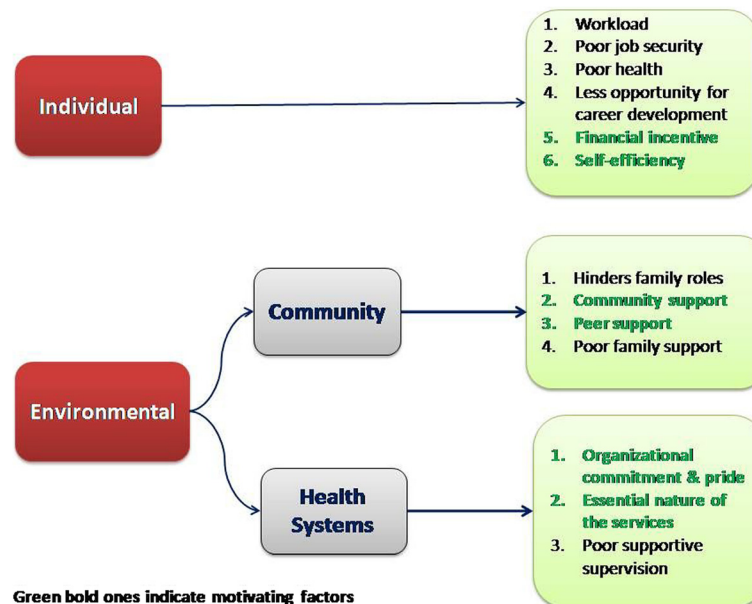 Individual
1. Workload
2. Poor job security
3. Poor health
4. Less opportunity for
career development
5. Financial incentive
6. Self-efficiency
Environmental
Community
1. Hinders family roles
2. Community support
3. Peer support
4. Poor family support
Health
Systems
1. Organizational
commitment & pride
2. Essential nature of
the services
3. Poor supportive
supervision
Green bold ones indicate motivating factors